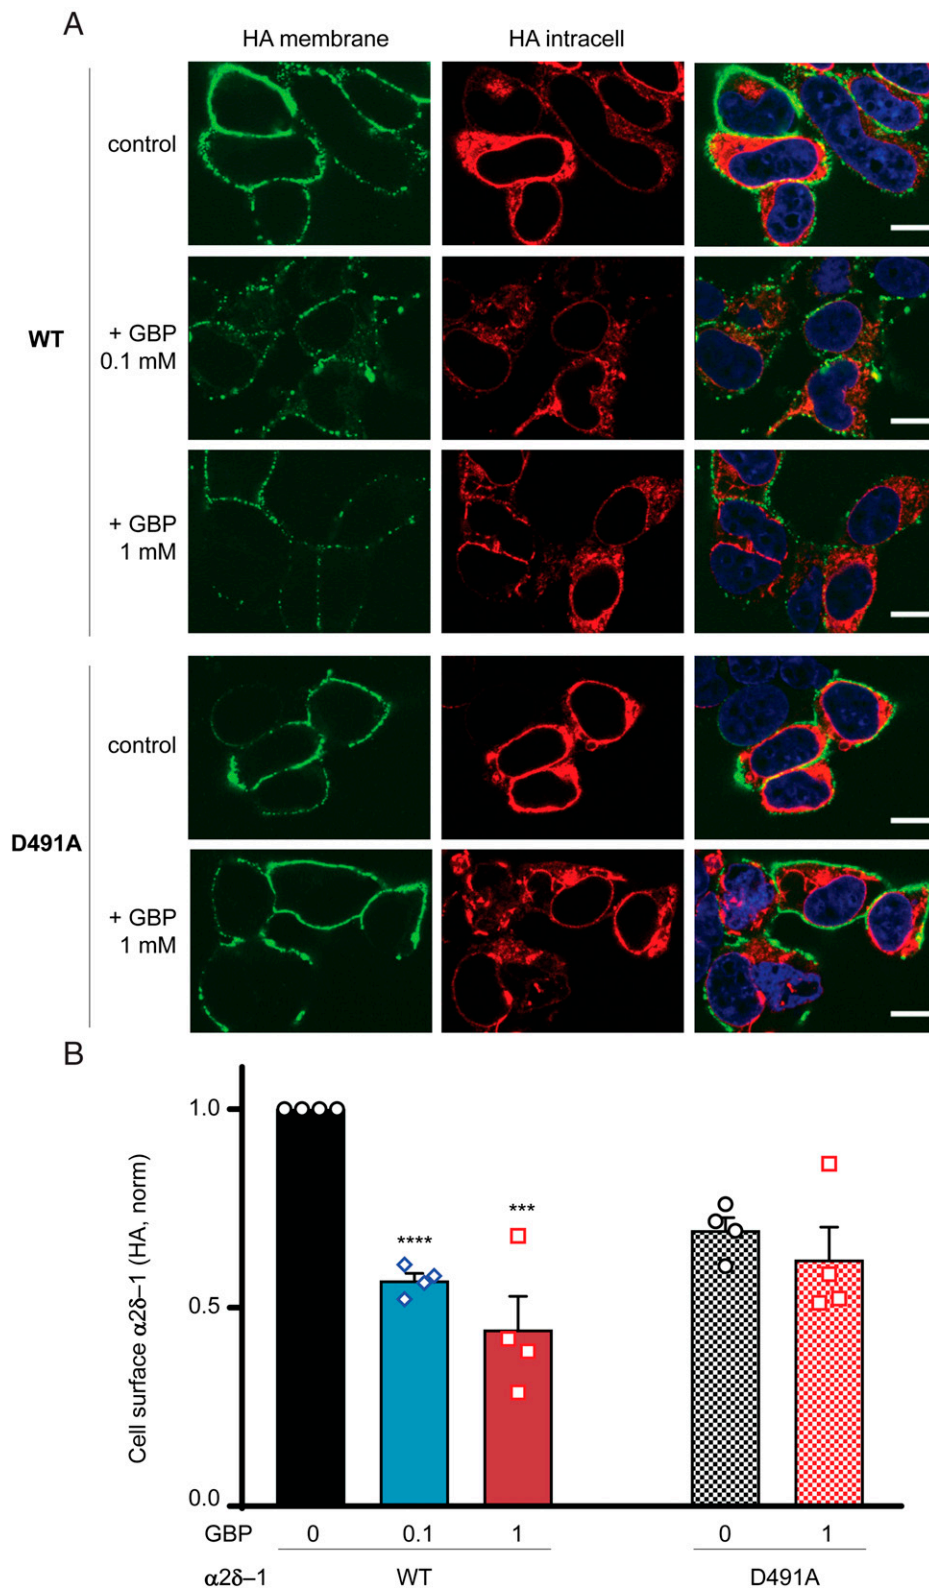 A
HA membrane HA intracell
control
WT
+ GBP
0.1 mM
+ GBP
1 mM
control
D491A
+ GBP
1 mM
B
Cell surface α2δ–1 (HA, norm)
1.0
0.5
0.0
****
***
GBP 0 0.1 1 0 1
α2δ–1 WT D491A